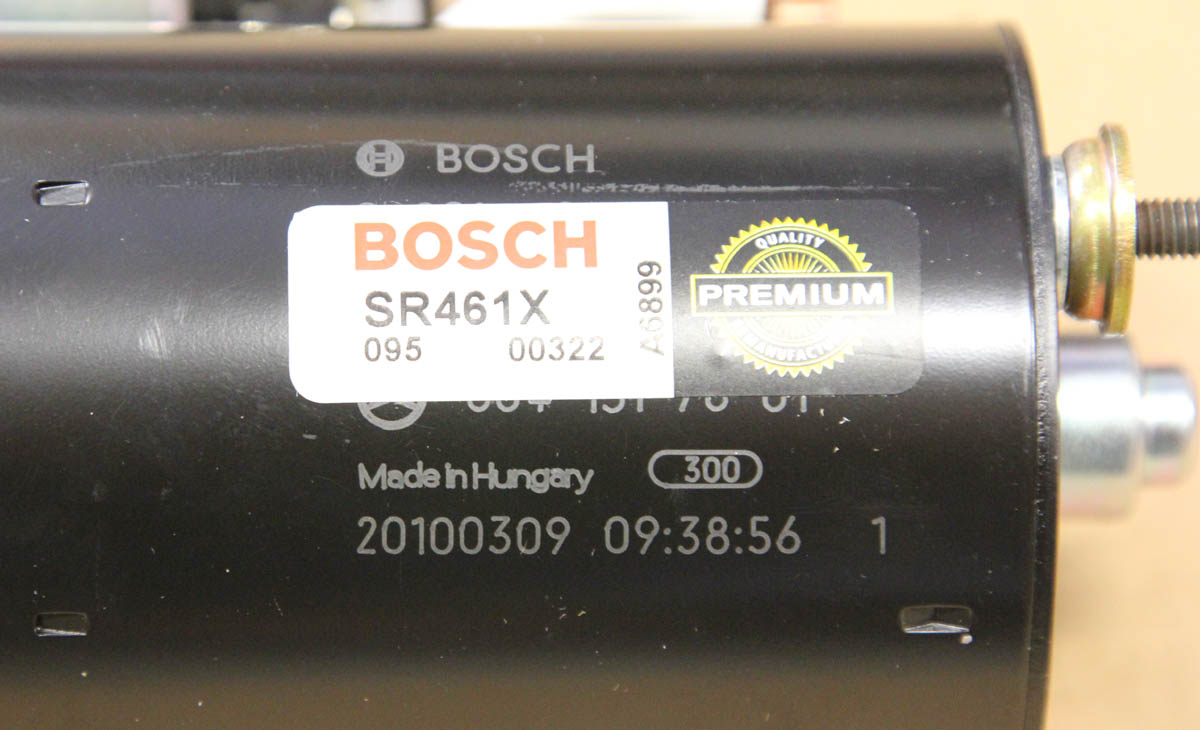 BOSCH
BOSCH
SR461X
095 00322
A6899
QUALITY
PREMIUM
Made in Hungary 300
20100309 09:38:56 1